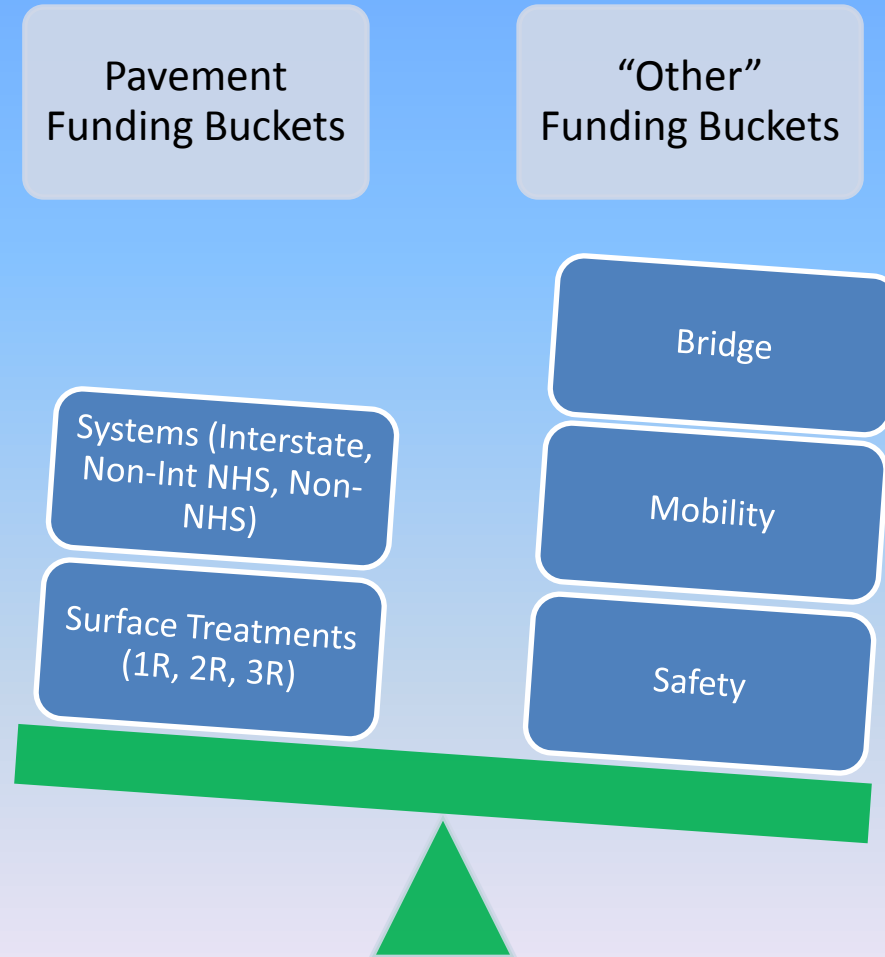 Pavement
Funding Buckets
“Other”
Funding Buckets
Systems (Interstate,
Non-Int NHS, Non-
NHS)
Surface Treatments
(1R, 2R, 3R)
Bridge
Mobility
Safety